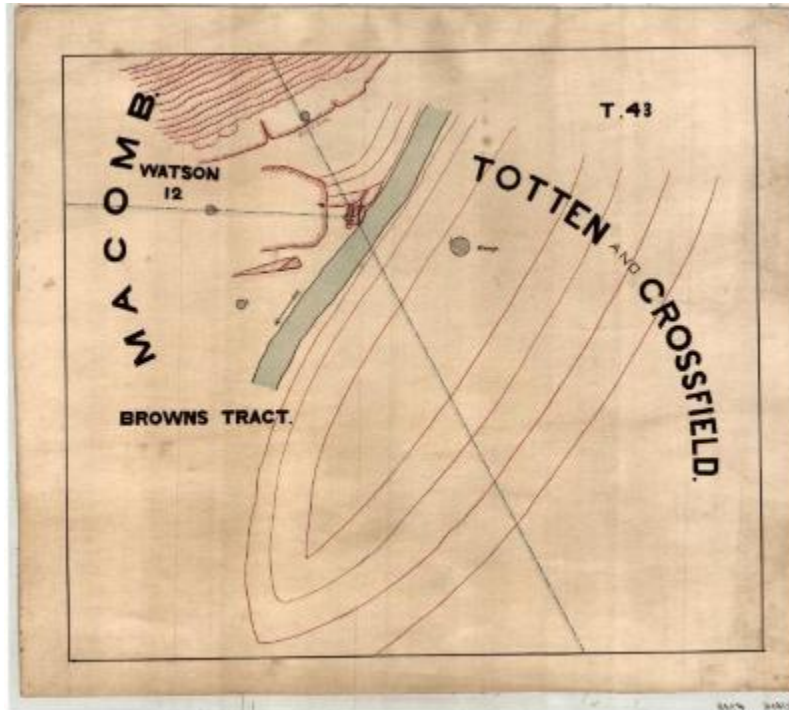 T. 43
MACOMB.
WATSON
12
TOTTEN AND CROSSFIELD.
BROWNS TRACT.